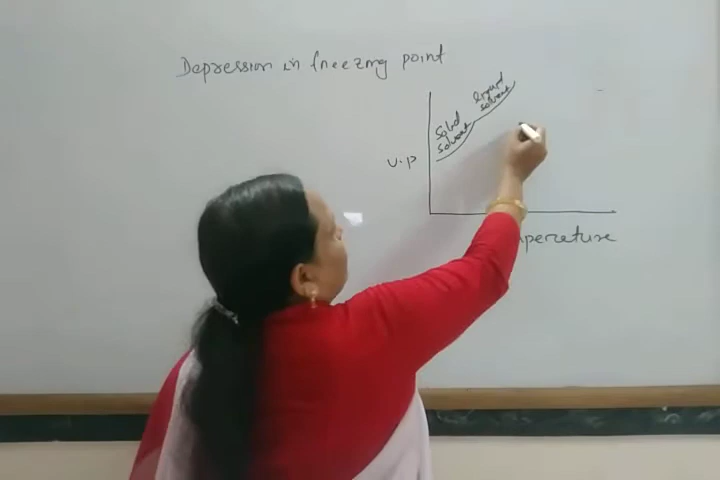 Depression in freezing point
liquid
solvent
Solid
solvent
v.p
perature